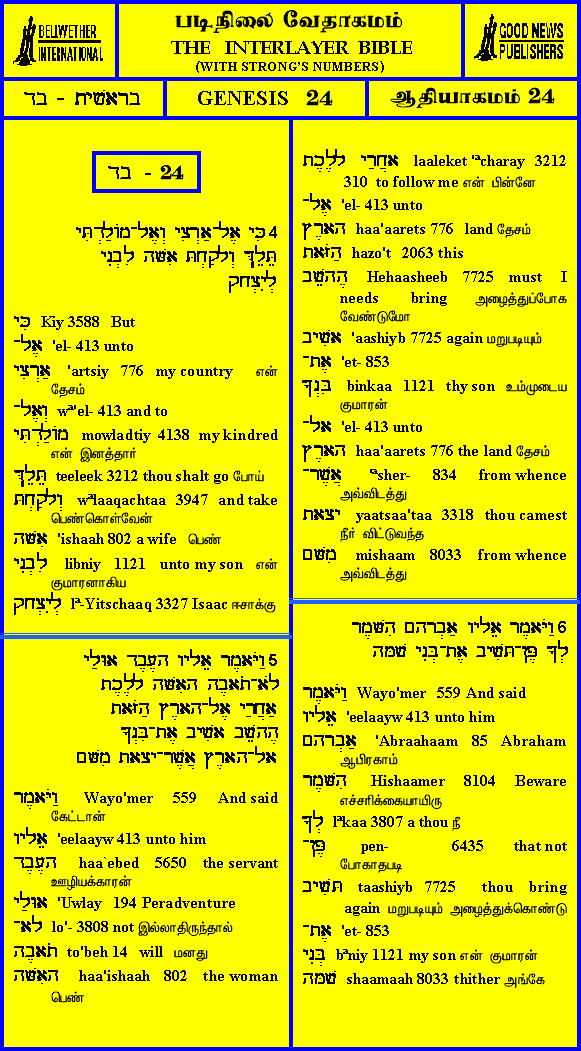 BELLWETHER
INTERNATIONAL
படிநிலை வேதாகமம்
THE INTERLAYER BIBLE
(WITH STRONG'S NUMBERS)
GOOD NEWS
PUBLISHERS
בראשית - בד
GENESIS 24
ஆதியாகமம் 24
בד - 24
4 כִּי אֶל־אַרְצִי וְאֶל־מוֹלַדְתִּי
תֵּלֵךְ וְלָקַחְתָּ אִשָּׁה לִבְנִי
לְיִצְחָק
כִּי Kiy 3588 But
אֶל־ 'el- 413 unto
אַרְצִי 'artsiy 776 my country என்
தேசம்
וְאֶל־ wª'el- 413 and to
מוֹלַדְתִּי mowladtiy 4138 my kindred
என் இனத்தார்
תֵּלֵךְ teeleek 3212 thou shalt go போய்
וְלָקַחְתָּ wªlaaqachtaa 3947 and take
பெண்கொள்வேன்
אִשָּׁה 'ishaah 802 a wife பெண்
לִבְנִי libniy 1121 unto my son என்
குமாரனாகிய
לְיִצְחָק lª-Yitschaaq 3327 Isaac ஈசாக்கு
5 וַיֹּאמֶר אֵלָיו הָעֶבֶד אוּלַי
לֹא־תֹאבֶה הָאִשָּׁה לָלֶכֶת
אַחֲרַי אֶל־הָאָרֶץ הַזֹּאת
הֶהָשֵׁב אָשִׁיב אֶת־בִּנְךָ
אֶל־הָאָרֶץ אֲשֶׁר־יָצָאתָ מִשָּׁם
וַיֹּאמֶר Wayo'mer 559 And said
கேட்டான்
אֵלָיו 'eelaayw 413 unto him
הָעֶבֶד haa`ebed 5650 the servant
ஊழியக்காரன்
אוּלַי 'Uwlay 194 Peradventure
לֹא־ lo'- 3808 not இல்லாதிருந்தால்
תֹאבֶה to'beh 14 will மனது
הָאִשָּׁה haa'ishaah 802 the woman
பெண்
אַחֲרַי לָלֶכֶת laaleket 'ªcharay 3212
310 to follow me என் பின்னே
אֶל־ 'el- 413 unto
הָאָרֶץ haa'aarets 776 land தேசம்
הַזֹּאת hazo't 2063 this
הֶהָשֵׁב Hehaasheeb 7725 must I
needs bring அழைத்துப்போக
வேண்டுமோ
אָשִׁיב 'aashiyb 7725 again மறுபடியும்
אֶת־ 'et- 853
בִּנְךָ binkaa 1121 thy son உம்முடைய
குமாரன்
אֶל־ 'el- 413 unto
הָאָרֶץ haa'aarets 776 the land தேசம்
אֲשֶׁר־ 'ªsher- 834 from whence
அவ்விடத்து
יָצָאתָ yaatsaa'taa 3318 thou camest
நீர் விட்டுவந்த
מִשָּׁם mishaam 8033 from whence
அவ்விடத்து
6 וַיֹּאמֶר אֵלָיו אַבְרָהָם הִשָּׁמֶר
לְךָ פֶּן־תָּשִׁיב אֶת־בְּנִי שָׁמָּה
וַיֹּאמֶר Wayo'mer 559 And said
אֵלָיו 'eelaayw 413 unto him
אַבְרָהָם 'Abraahaam 85 Abraham
ஆபிரகாம்
הִשָּׁמֶר Hishaamer 8104 Beware
எச்சரிக்கையாயிரு
לְךָ lªkaa 3807 a thou நீ
פֶּן־ pen- 6435 that not
போகாதபடி
תָּשִׁיב taashiyb 7725 thou bring
again மறுபடியும் அழைத்துக்கொண்டு
אֶת־ 'et- 853
בְּנִי bªniy 1121 my son என் குமாரன்
שָׁמָּה shaamaah 8033 thither அங்கே